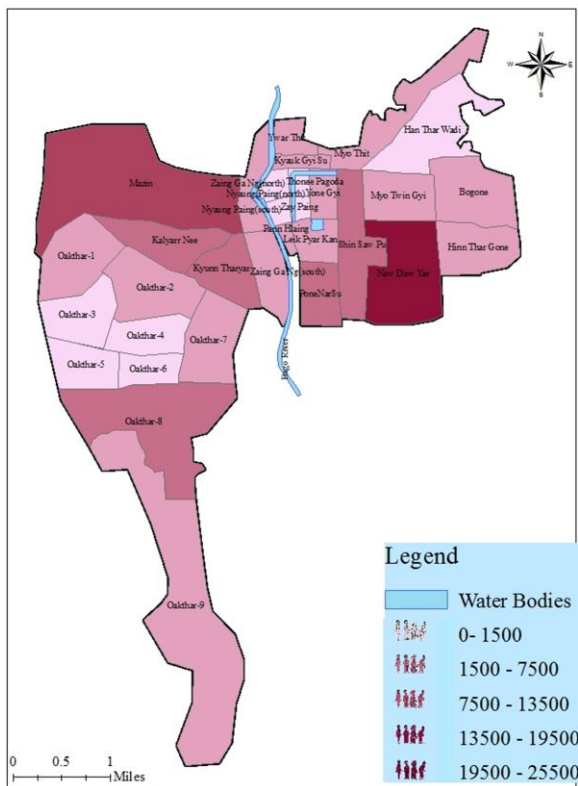 N
W E
S
Han Thar Wadi
Ywar Thit
Myo Thit
Kyauk Gyi Su
Mazin
Zaing Ga Ng(north)
Thonee Pagoda
Nyaung Paing(north)
Yone Gyi
Myo Twin Gyi
Bogone
Nyaung Paing(south)
Zay Paing
Pann Hlaing
Kalyarr Nee
Leik Pyar Kan
Shin Saw Pu
Hinn Thar Gone
Oakthar-1
Kyunn Tharyar
Zaing Ga Ng(south)
Naw Daw Yar
Oakthar-2
PoneNarSu
Oakthar-3
Oakthar-4
Oakthar-7
Bago River
Oakthar-5
Oakthar-6
Oakthar-8
Oakthar-9
Legend
Water Bodies
0- 1500
1500 - 7500
7500 - 13500
13500 - 19500
19500 - 25500
0 0.5 1
Miles